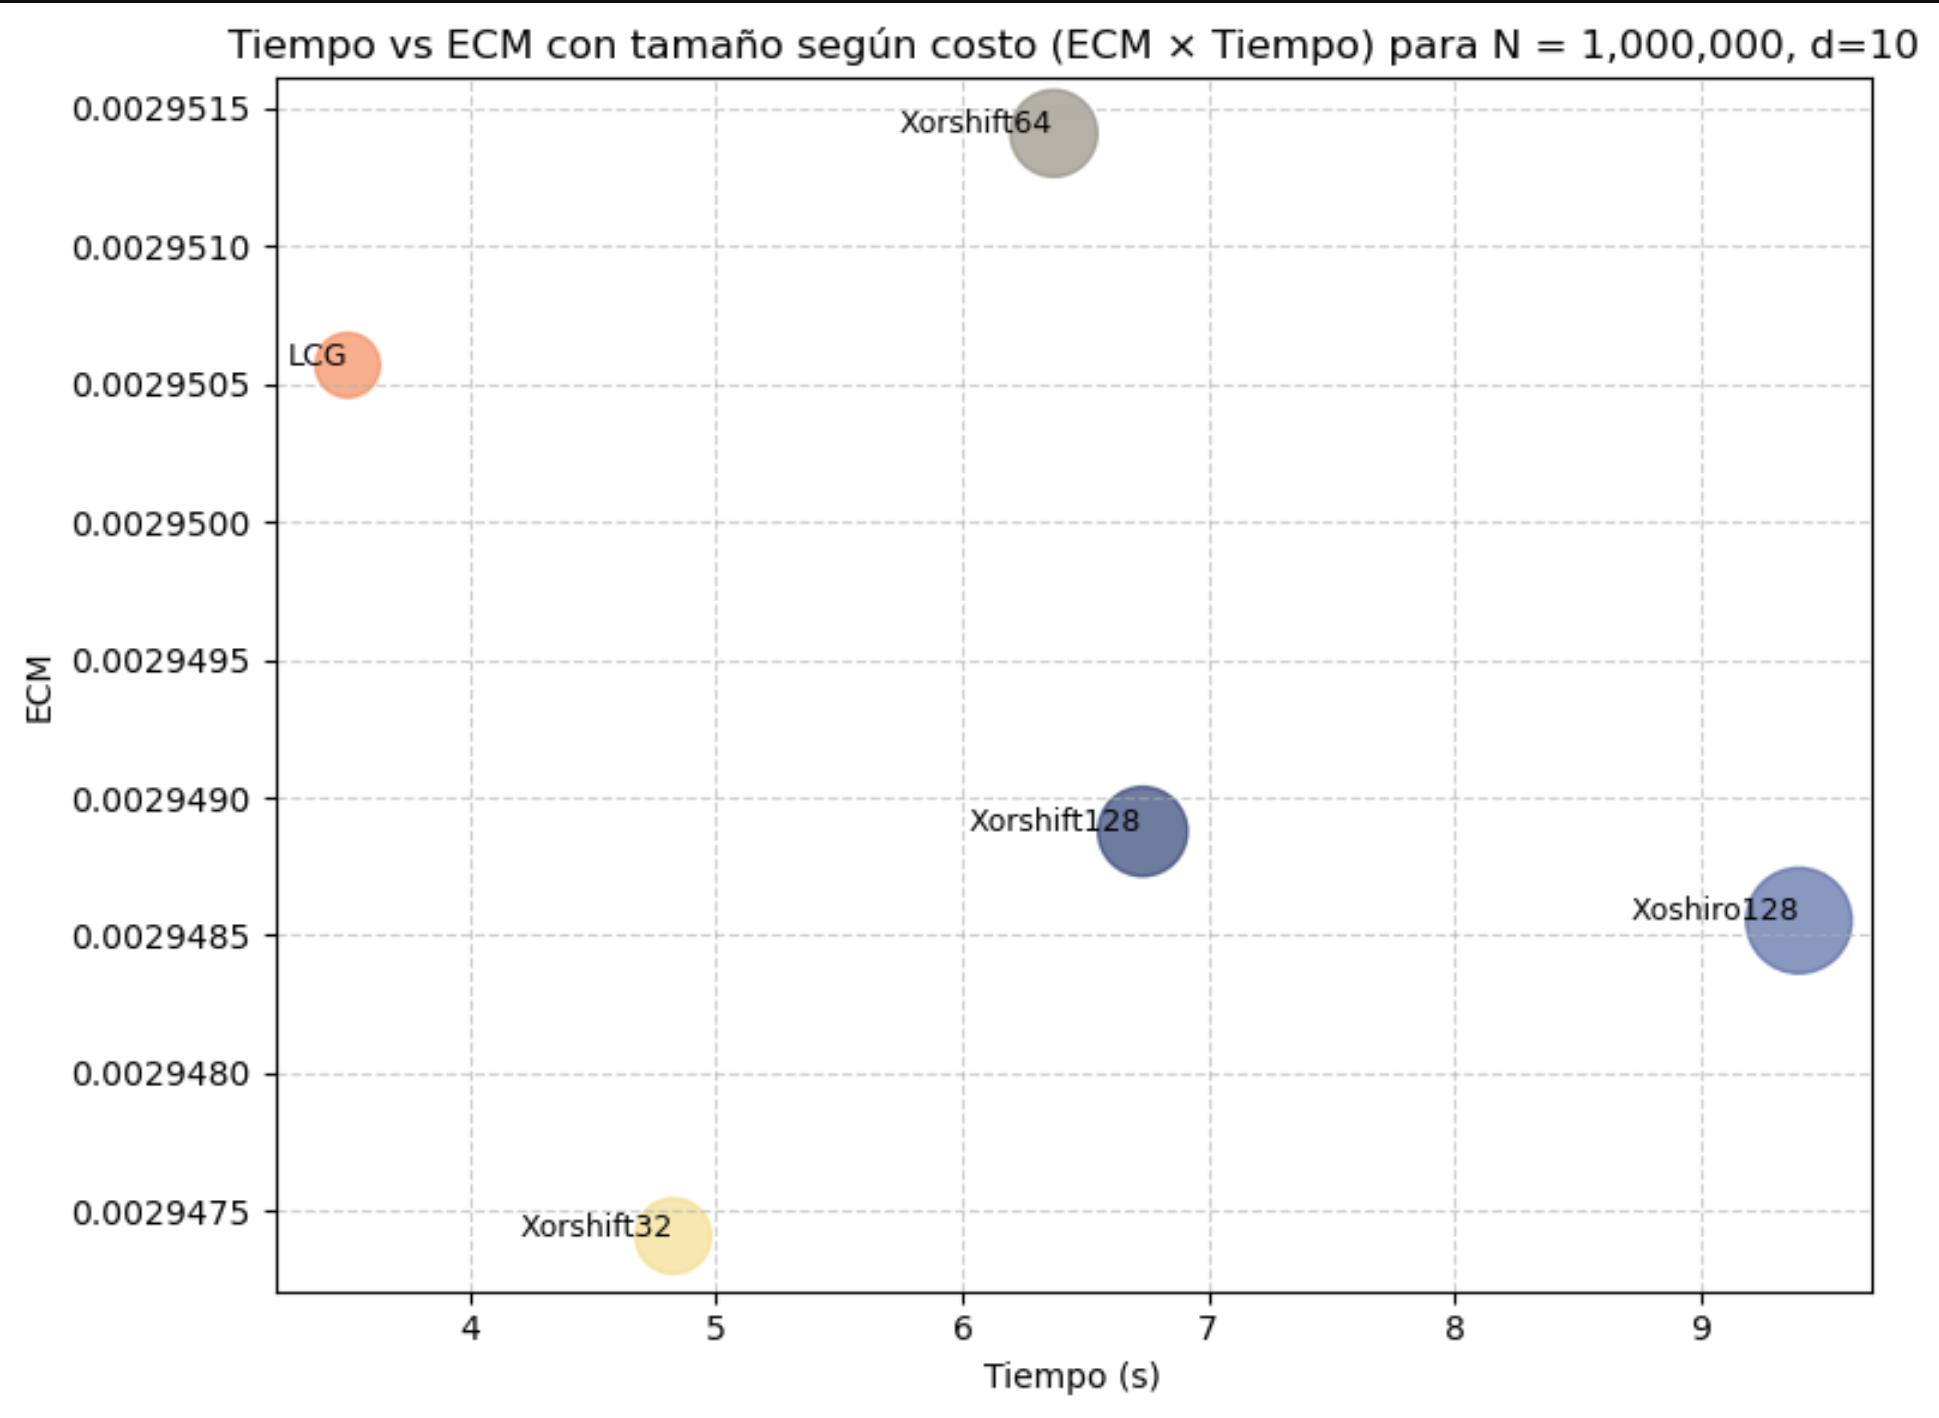 Tiempo vs ECM con tamaño según costo (ECM × Tiempo) para N = 1,000,000, d=10
0.0029515
0.0029510
0.0029505
0.0029500
0.0029495
0.0029490
0.0029485
0.0029480
0.0029475
ECM
Xorshift64
LCG
Xorshift128
Xoshiro128
Xorshift32
4
5
6
7
8
9
Tiempo (s)